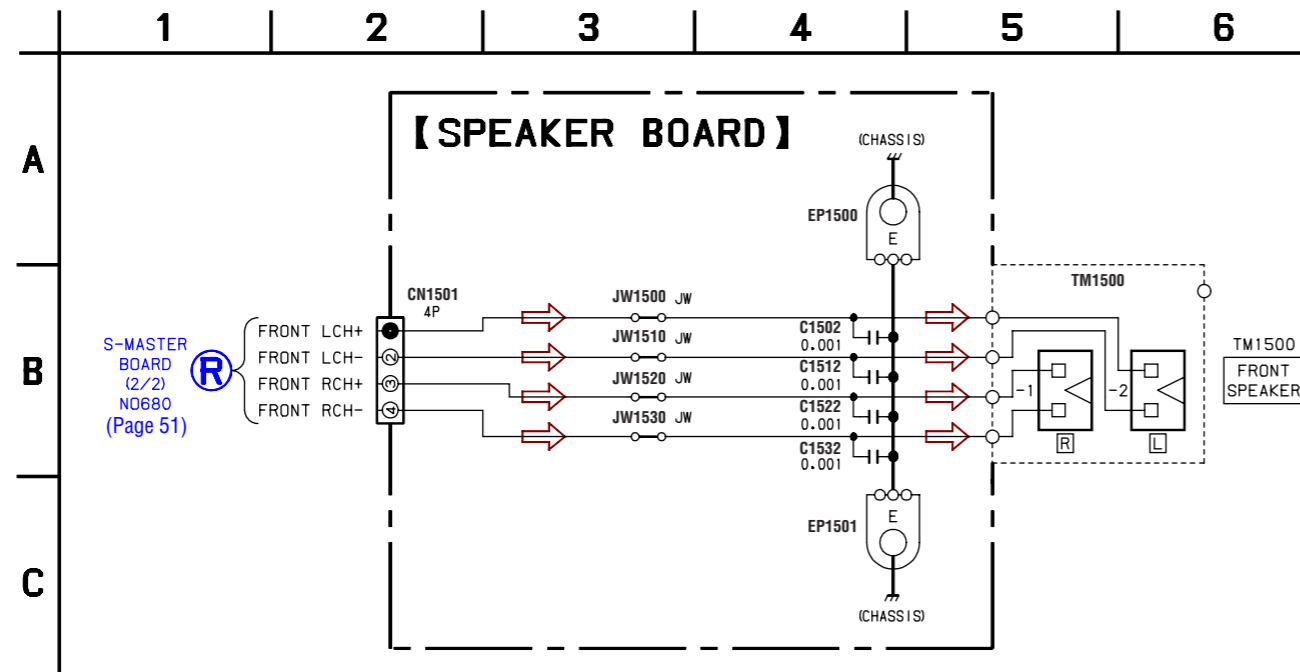 1 2 3 4 5 6
A
B
C
【SPEAKER BOARD】
(CHASSIS)
EP1500
E
TM1500
CN1501
4P
JW1500 JW
JW1510 JW
JW1520 JW
JW1530 JW
C1502
0.001
C1512
0.001
C1522
0.001
C1532
0.001
S-MASTER
BOARD
(2/2)
NO680
(Page 51)
R
FRONT LCH+
FRONT LCH-
FRONT RCH+
FRONT RCH-
2
3
4
-1
-2
R
L
TM1500
FRONT
SPEAKER
EP1501
E
(CHASSIS)